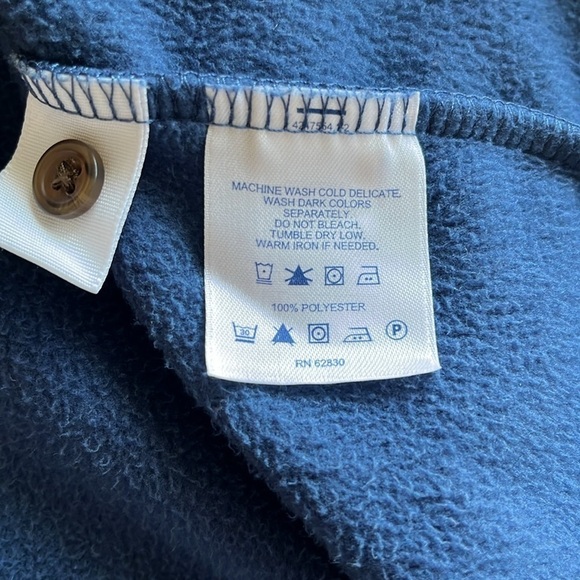 MACHINE WASH COLD DELICATE.
WASH DARK COLORS
SEPARATELY.
DO NOT BLEACH.
TUMBLE DRY LOW.
WARM IRON IF NEEDED.
100% POLYESTER
30 P
RN 62830